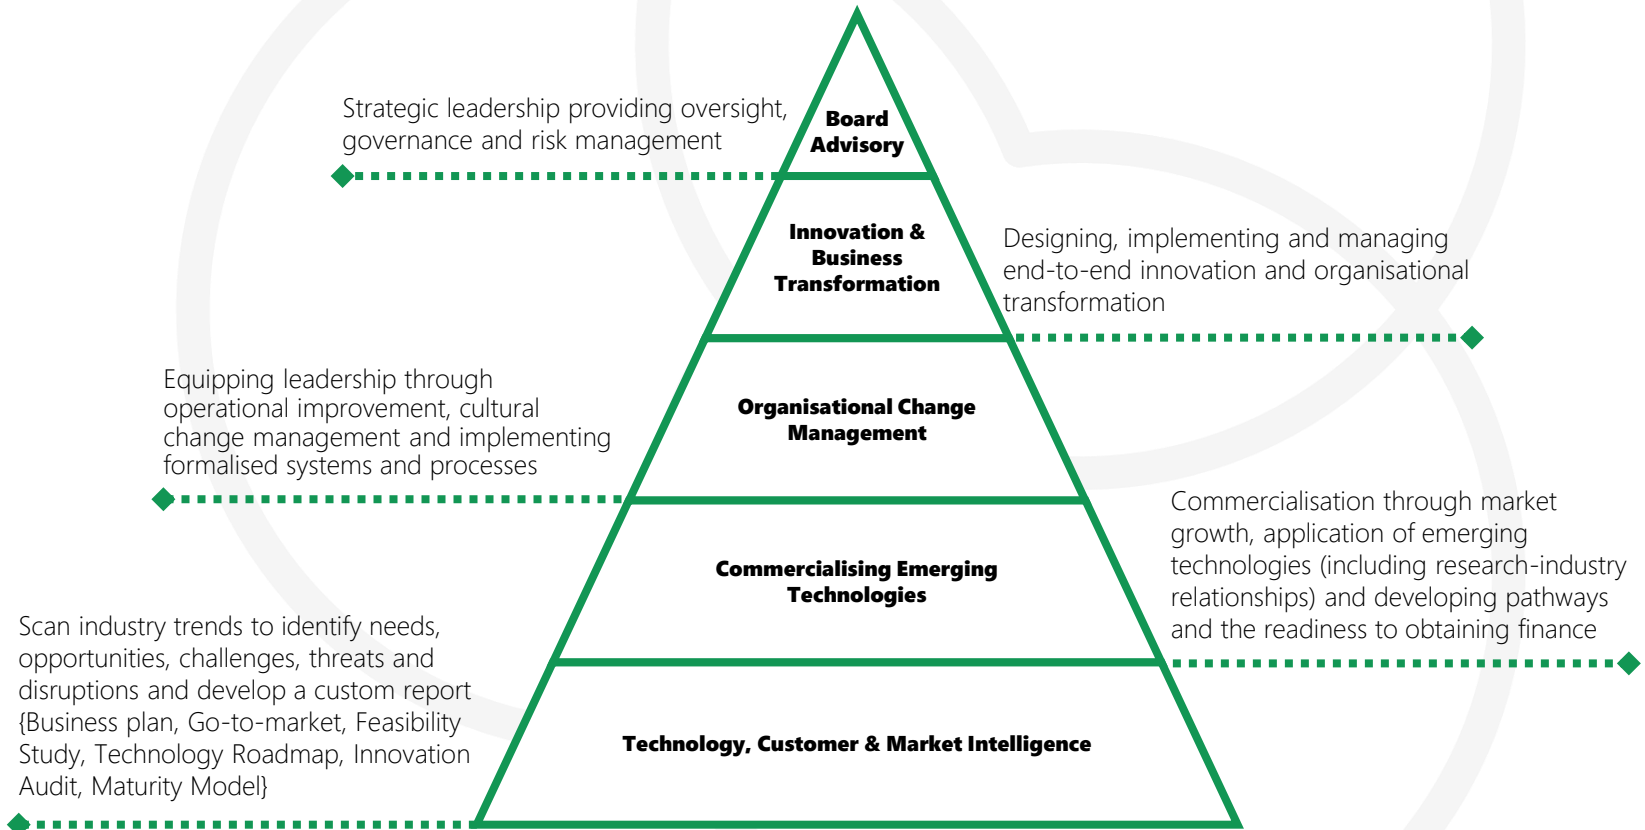 Strategic leadership providing oversight,
governance and risk management
Board
Advisory
Innovation &
Business
Transformation
Designing, implementing and managing
end-to-end innovation and organisational
transformation
Equipping leadership through
operational improvement, cultural
change management and implementing
formalised systems and processes
Organisational Change
Management
Commercialising Emerging
Technologies
Commercialisation through market
growth, application of emerging
technologies (including research-industry
relationships) and developing pathways
and the readiness to obtaining finance
Scan industry trends to identify needs,
opportunities, challenges, threats and
disruptions and develop a custom report
{Business plan, Go-to-market, Feasibility
Study, Technology Roadmap, Innovation
Audit, Maturity Model}
Technology, Customer & Market Intelligence